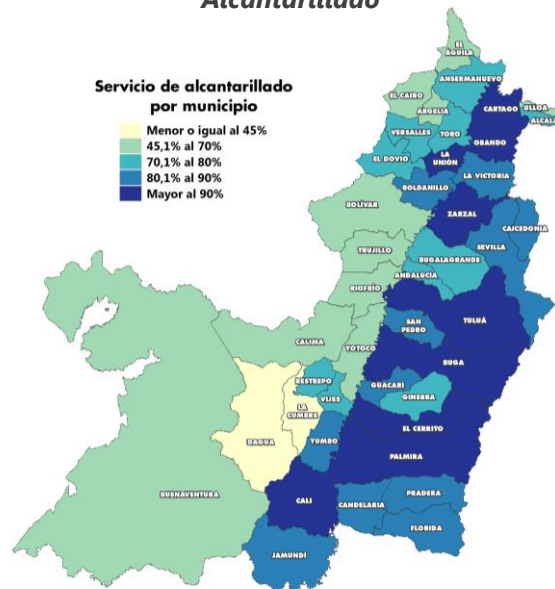 Alcantarillado
Servicio de alcantarillado
por municipio
Menor o igual al 45%
45,1% al 70%
70,1% al 80%
80,1% al 90%
Mayor al 90%
EL
ÁGUILA
ANSERMANUEVO
EL CAIRO
ARGELIA
CARTAGO
ULLOA
ALCALÁ
VERSALLES
TORO
OBANDO
EL DOVIO
LA
UNIÓN
LA VICTORIA
ROLDANILLO
BOLÍVAR
ZARZAL
CAICEDONIA
SEVILLA
TRUJILLO
BUGALAGRANDE
ANDALUCÍA
RIOFRÍO
SAN
PEDRO
TULUÁ
CALIMA
YOTOCO
BUGA
RESTREPO
GUACARÍ
VIJES
GINEBRA
LA
CUMBRE
EL CERRITO
DAGUA
YUMBO
PALMIRA
BUENAVENTURA
CALI
PRADERA
CANDELARIA
FLORIDA
JAMUNDÍ